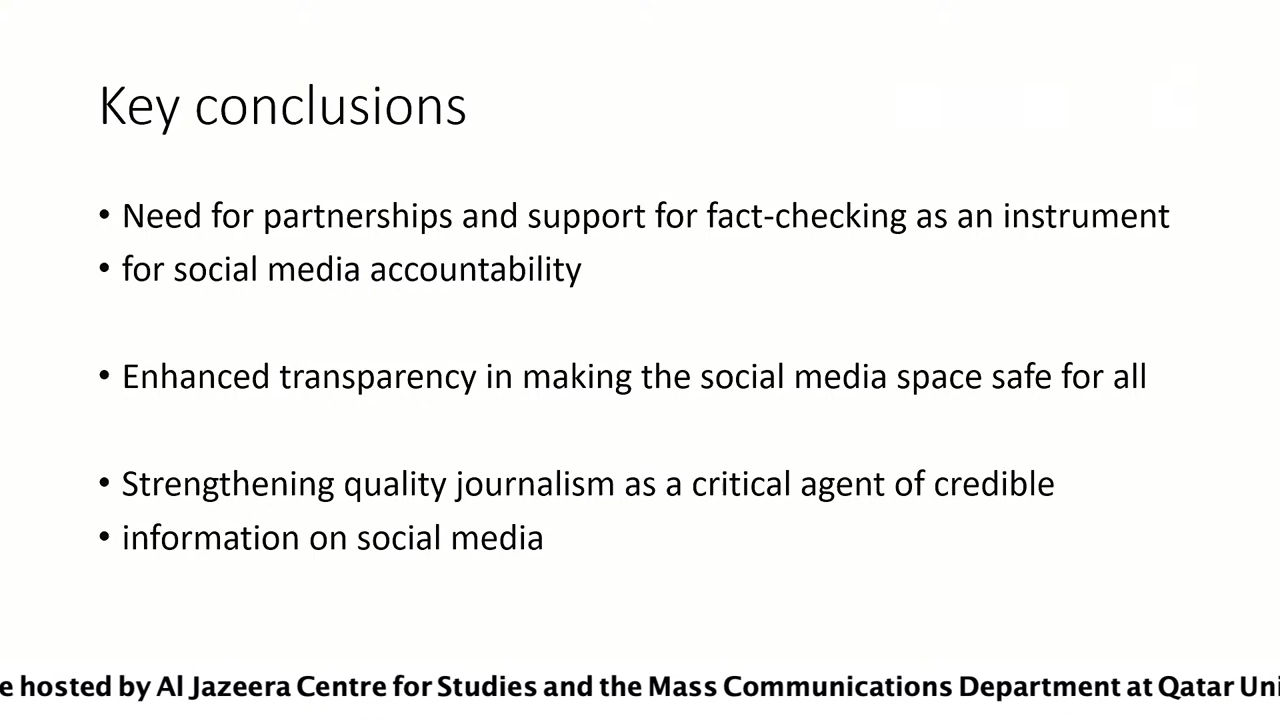 Key conclusions
• Need for partnerships and support for fact-checking as an instrument
• for social media accountability
• Enhanced transparency in making the social media space safe for all
• Strengthening quality journalism as a critical agent of credible
• information on social media
e hosted by Al Jazeera Centre for Studies and the Mass Communications Department at Qatar Uni